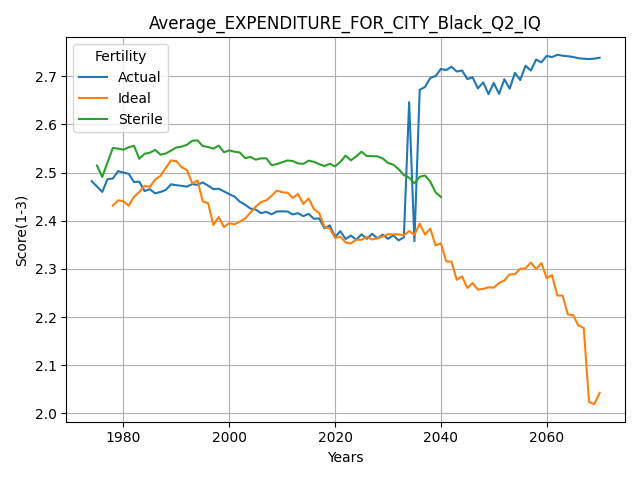 Average_EXPENDITURE_FOR_CITY_Black_Q2_IQ
Fertility
Actual
Ideal
Sterile
Score(1-3)
2.7
2.6
2.5
2.4
2.3
2.2
2.1
2.0
1980 2000 2020 2040 2060
Years